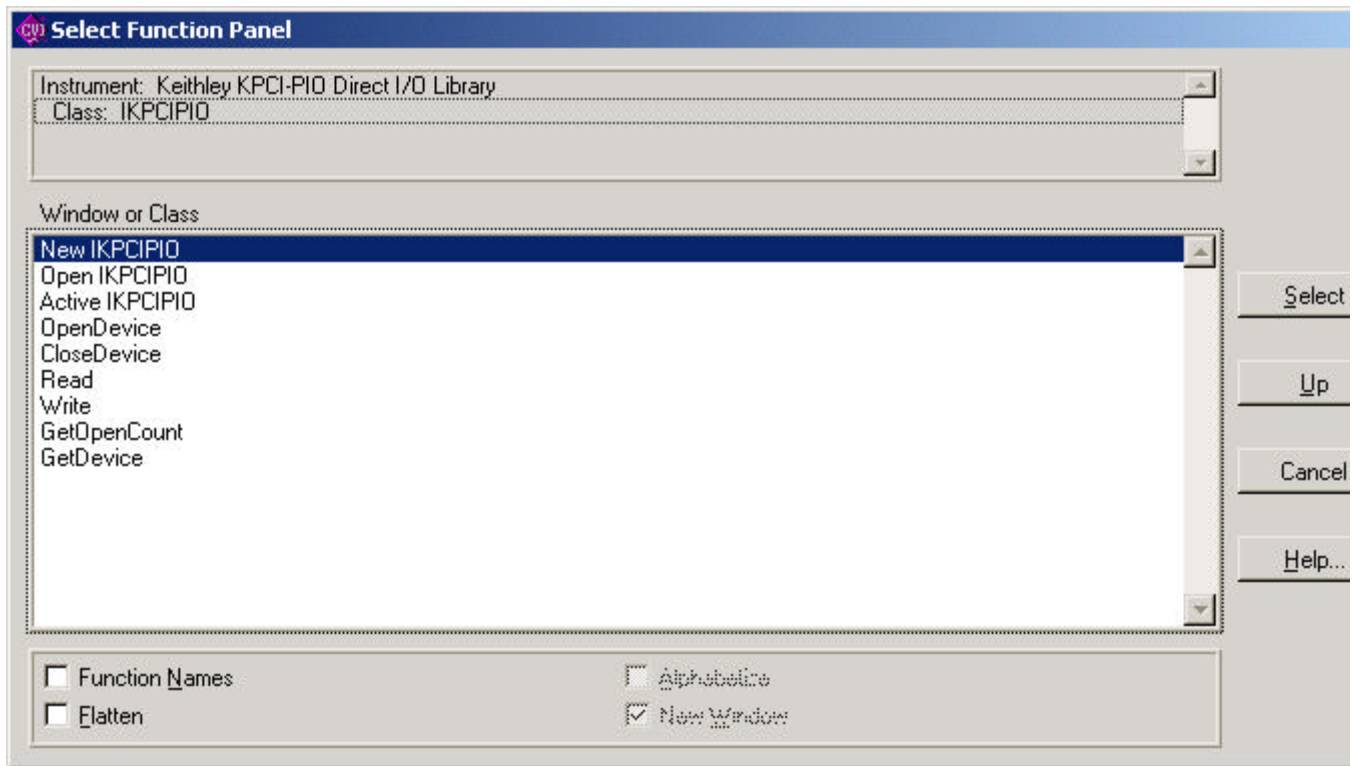 CVI Select Function Panel
Instrument: Keithley KPCI-PIO Direct I/O Library
Class: IKPCIPIO
Window or Class
New IKPCIPIO
Open IKPCIPIO
Active IKPCIPIO
OpenDevice
CloseDevice
Read
Write
GetOpenCount
GetDevice
Select
Up
Cancel
Help...
Function Names
Alphabetize
Flatten
New Window